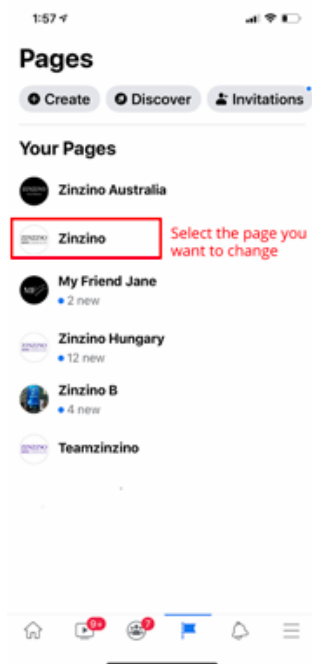 1:57
Pages
Create
Discover
Invitations
Your Pages
Zinzino Australia
Zinzino
Select the page you
want to change
My Friend Jane
2 new
Zinzino Hungary
12 new
Zinzino B
4 new
Teamzinzino
9+
7